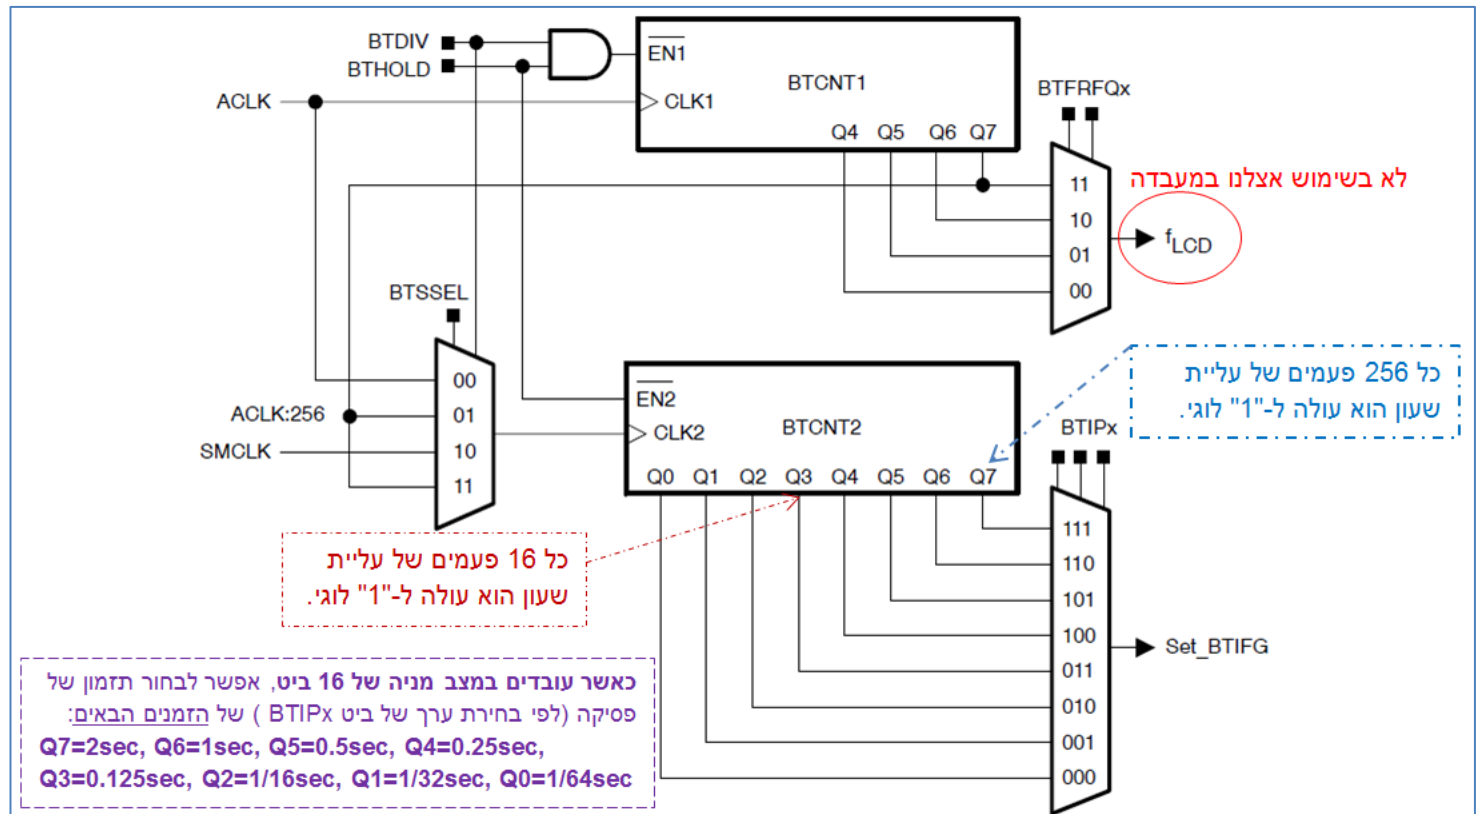 BTDIV
BTHOLD
ACLK
EN1
CLK1
BTCNT1
Q4 Q5 Q6 Q7
BTFRFQx
11
10
01
00
לא בשימוש אצלנו במעבדה
fLCD
BTSSEL
00
01
10
11
ACLK:256
SMCLK
EN2
CLK2
BTCNT2
Q0 Q1 Q2 Q3 Q4 Q5 Q6 Q7
כל 256 פעמים של עליית
שעון הוא עולה ל-"1" לוגי.
BTIPx
111
110
101
100
011
010
001
000
Set_BTIFG
כל 16 פעמים של עליית
שעון הוא עולה ל-"1" לוגי.
כאשר עובדים במצב מניה של 16 ביט, אפשר לבחור תזמון של
פסיקה (לפי בחירת ערך של ביט BTIPx ) של הזמנים הבאים:
Q7=2sec, Q6=1sec, Q5=0.5sec, Q4=0.25sec,
Q3=0.125sec, Q2=1/16sec, Q1=1/32sec, Q0=1/64sec